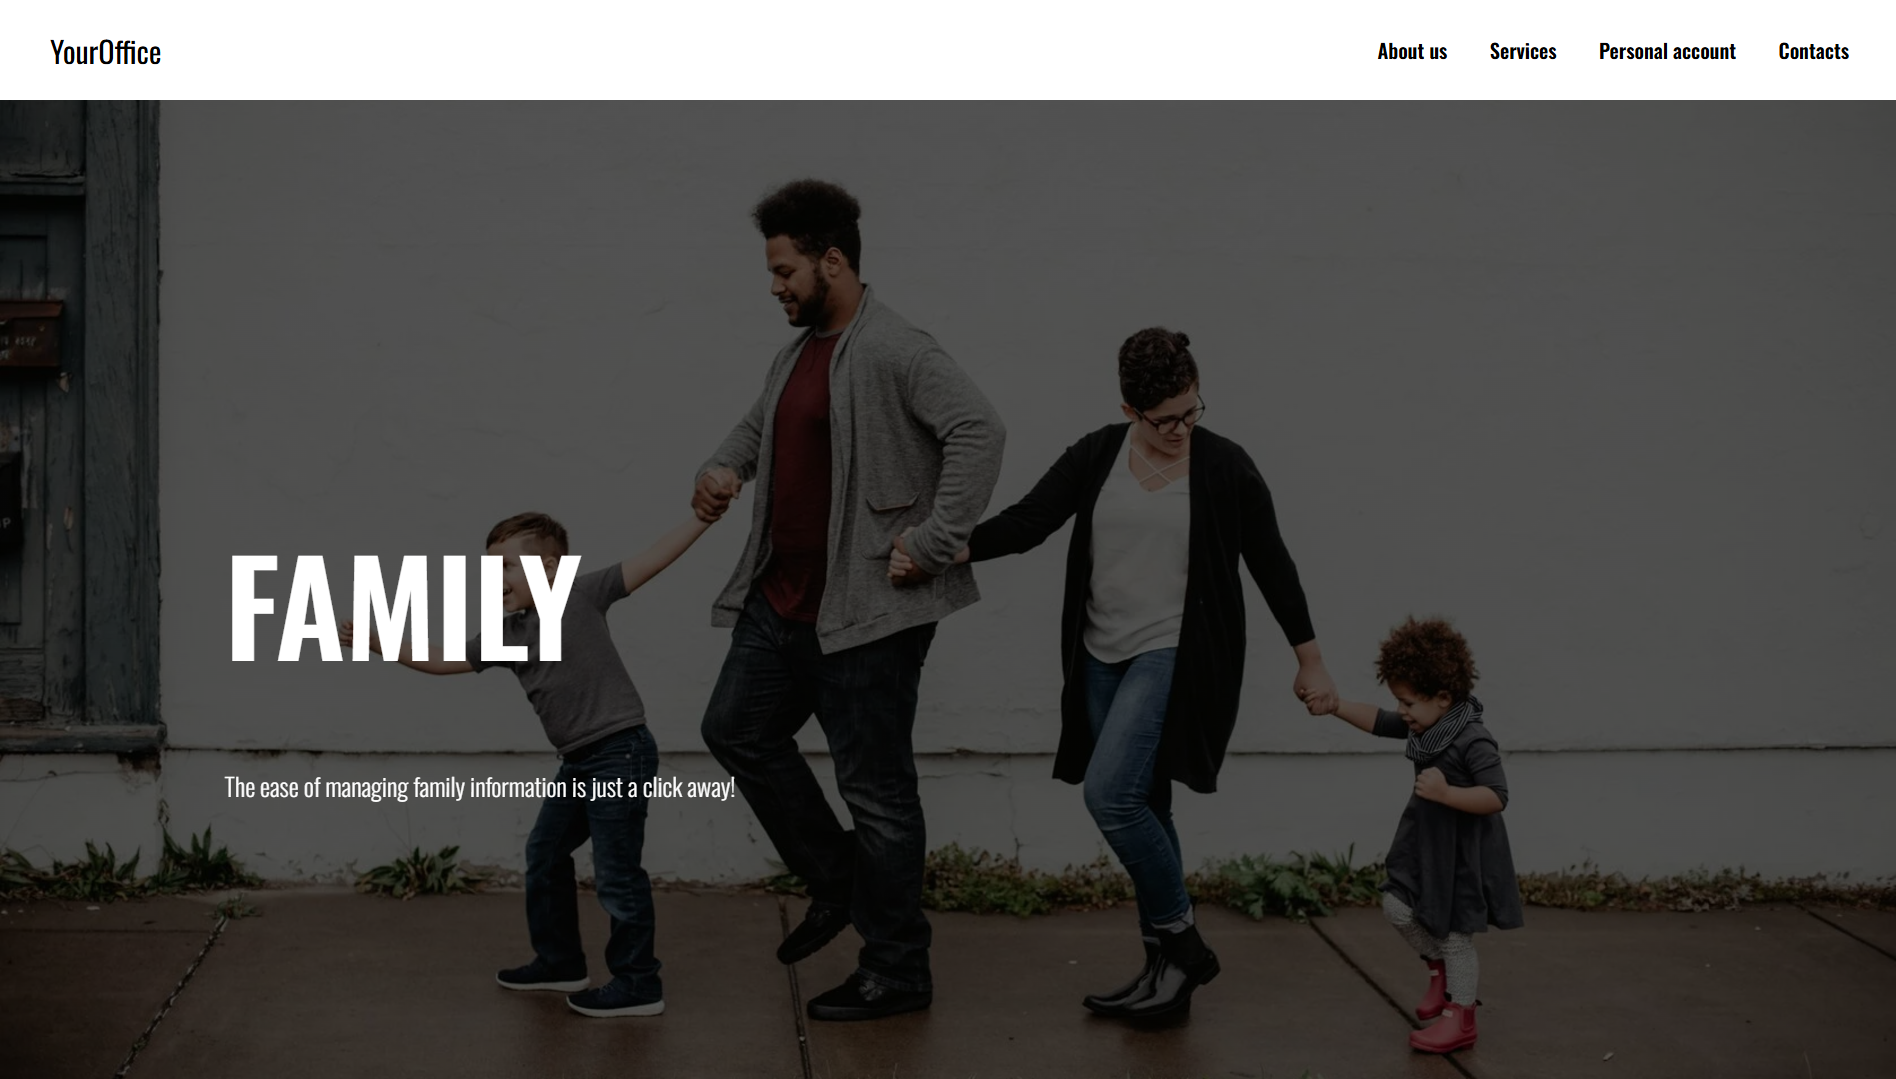 YourOffice
About us Services Personal account Contacts
FAMILY
The ease of managing family information is just a click away!